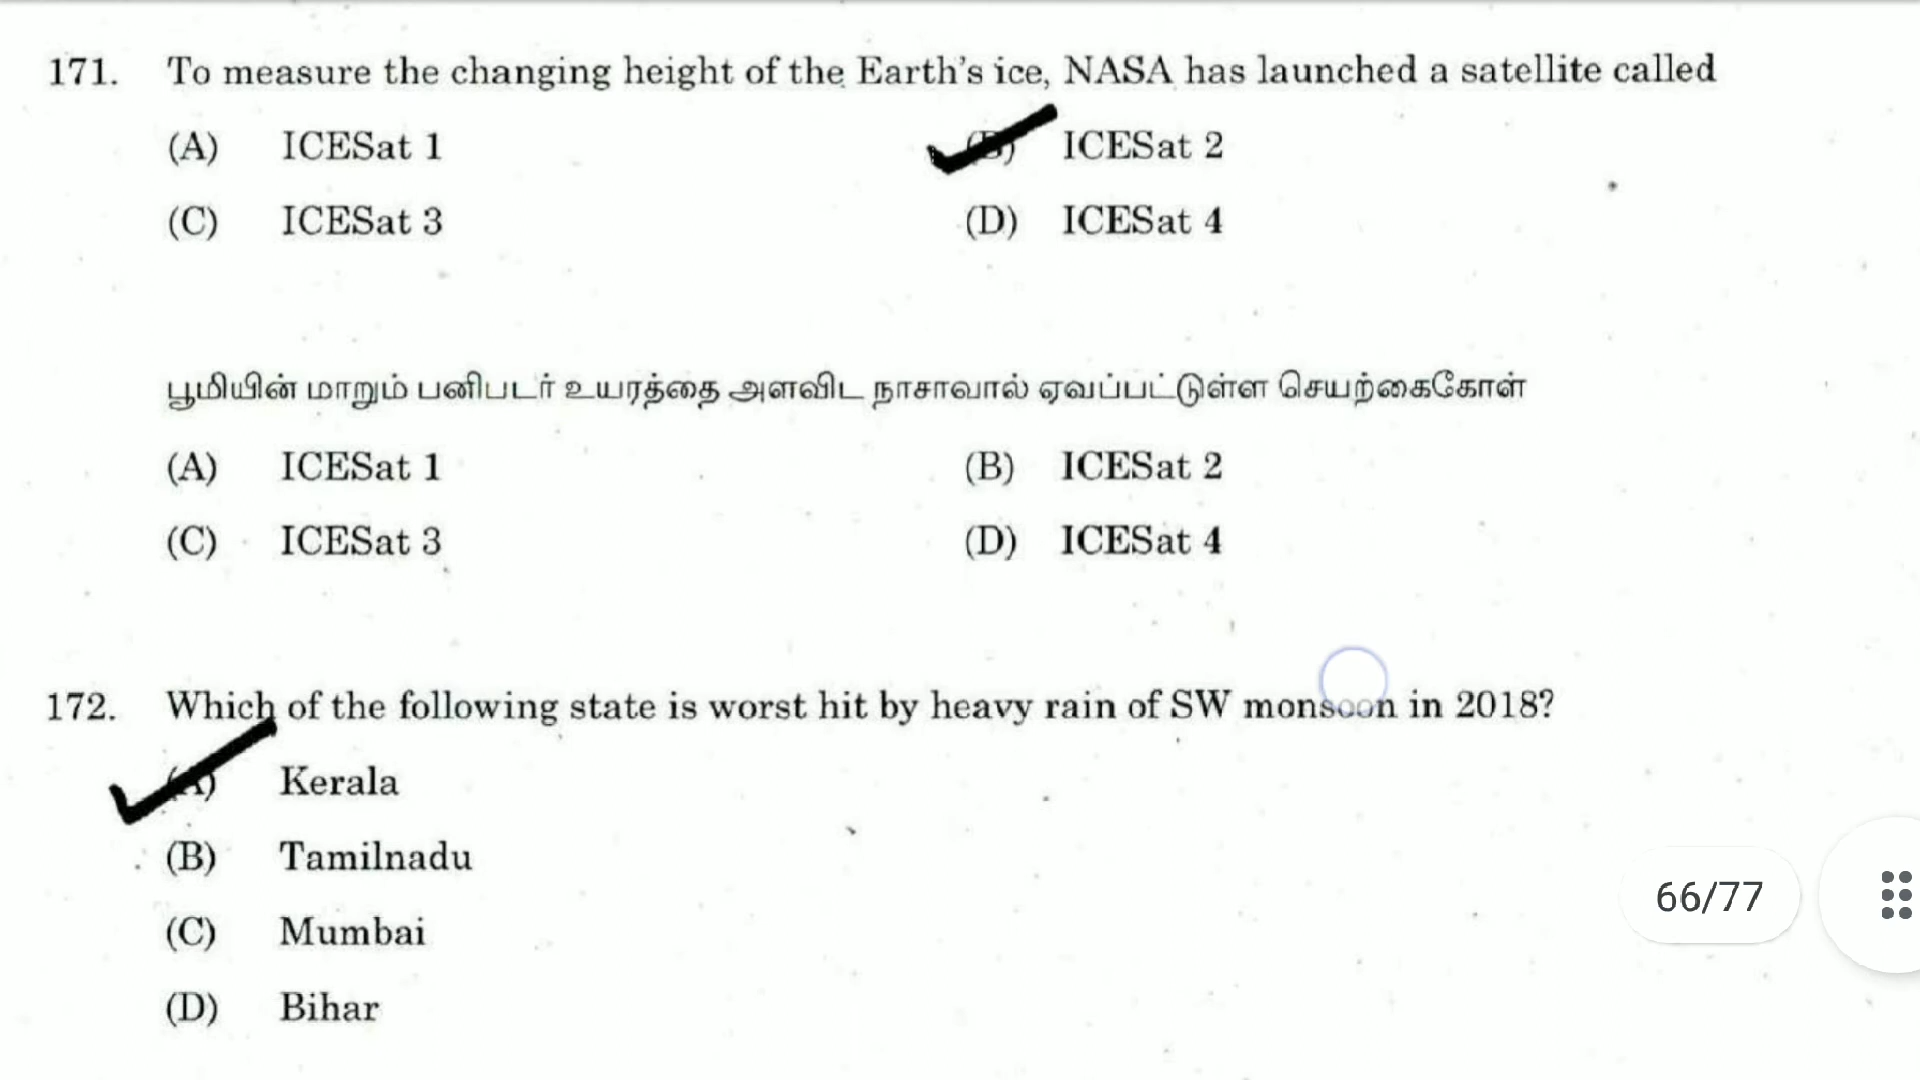 171. To measure the changing height of the Earth's ice, NASA has launched a satellite called
(A) ICESat 1 (B) ICESat 2
(C) ICESat 3 (D) ICESat 4
பூமியின் மாறும் பனிபடர் உயரத்தை அளவிட நாசாவால் ஏவப்பட்டுள்ள செயற்கைகோள்
(A) ICESat 1 (B) ICESat 2
(C) ICESat 3 (D) ICESat 4
172. Which of the following state is worst hit by heavy rain of SW monsoon in 2018?
(A) Kerala
(B) Tamilnadu
(C) Mumbai
(D) Bihar
66/77